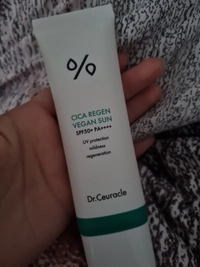 %
CICA REGEN
VEGAN SUN
SPF50+ PA++++
UV protection
mildness
regeneration
Dr.Ceuracle